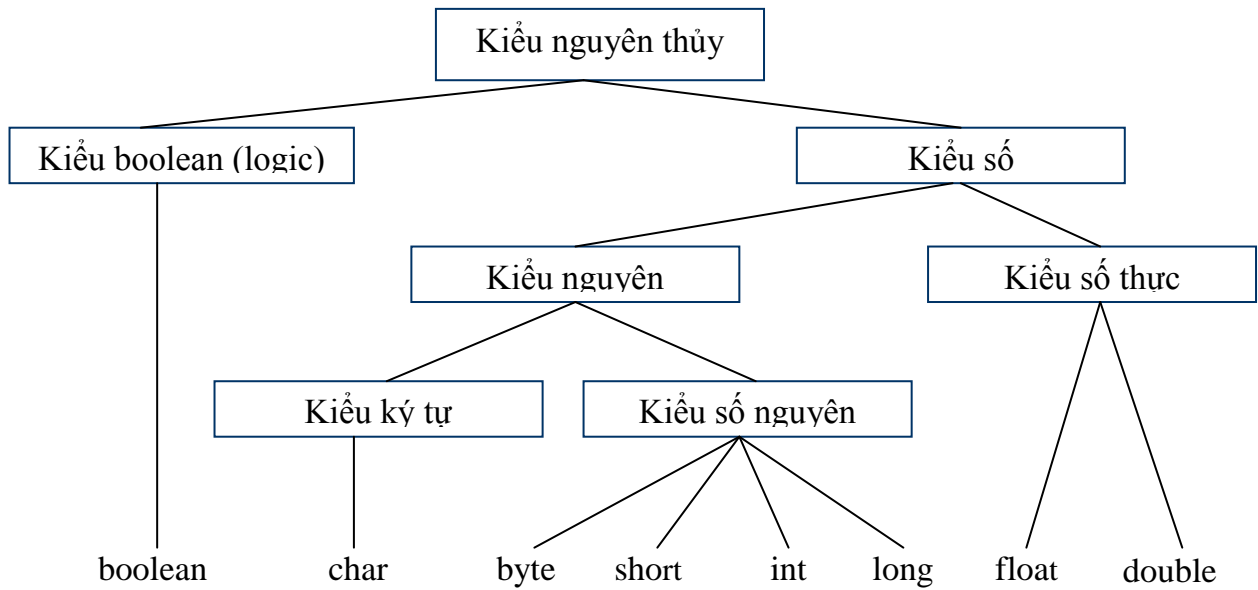 Kiểu nguyên thủy
Kiểu boolean (logic)
Kiểu số
Kiểu nguyên
Kiểu số thực
Kiểu ký tự
Kiểu số nguyên
boolean
char
byte
short
int
long
float
double